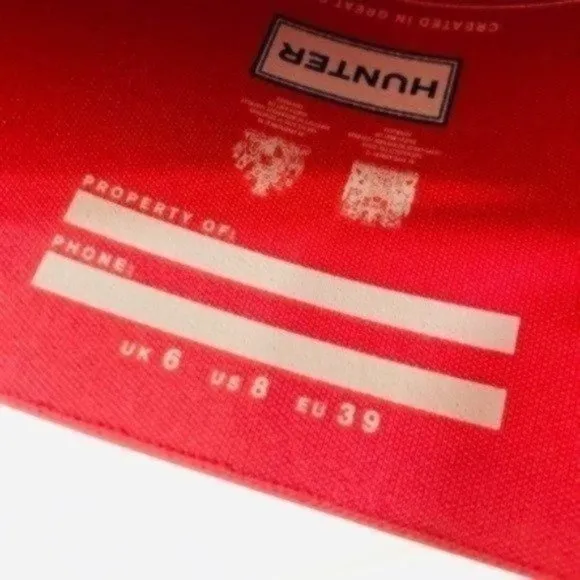 CREATED IN GREAT
HUNTER
PROPERTY OF:
PHONE:
UK 6 US 8 EU 39